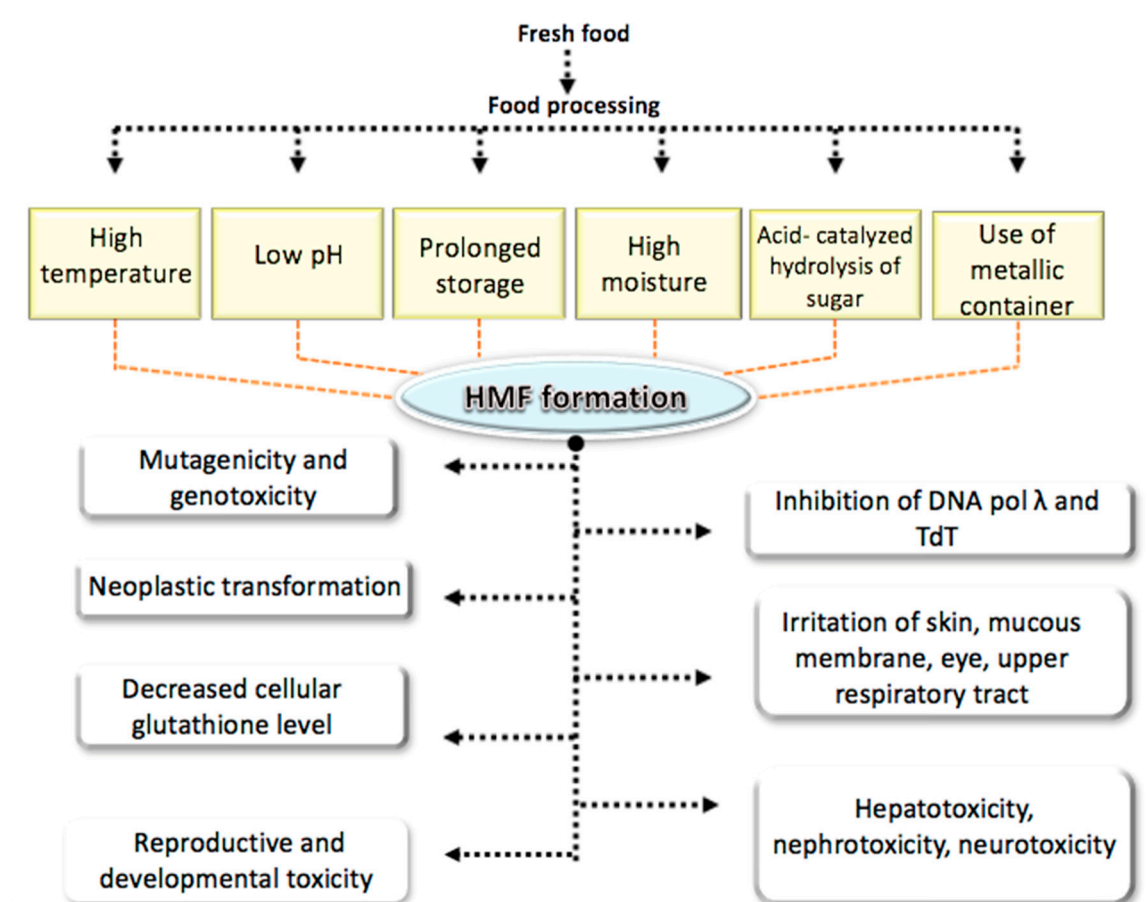 Fresh food
Food processing
High
temperature
Low pH
Prolonged
storage
High
moisture
Acid- catalyzed
hydrolysis of
sugar
Use of
metallic
container
HMF formation
Mutagenicity and
genotoxicity
Inhibition of DNA pol λ and
TdT
Neoplastic transformation
Irritation of skin, mucous
membrane, eye, upper
respiratory tract
Decreased cellular
glutathione level
Hepatotoxicity,
nephrotoxicity, neurotoxicity
Reproductive and
developmental toxicity